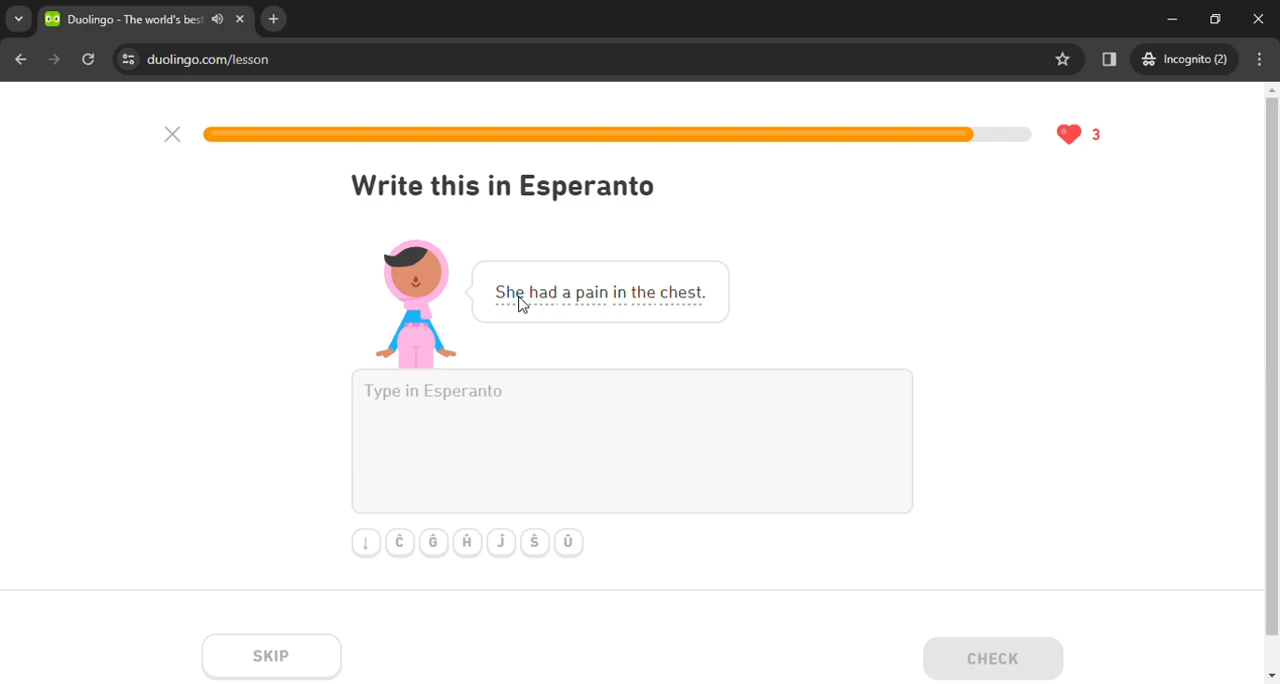 Duolingo - The world's bes
duolingo.com/lesson
Incognito (2)
3
Write this in Esperanto
She had a pain in the chest.
Type in Esperanto
↓ Ĉ Ĝ Ĥ Ĵ Ŝ Ŭ
SKIP
CHECK